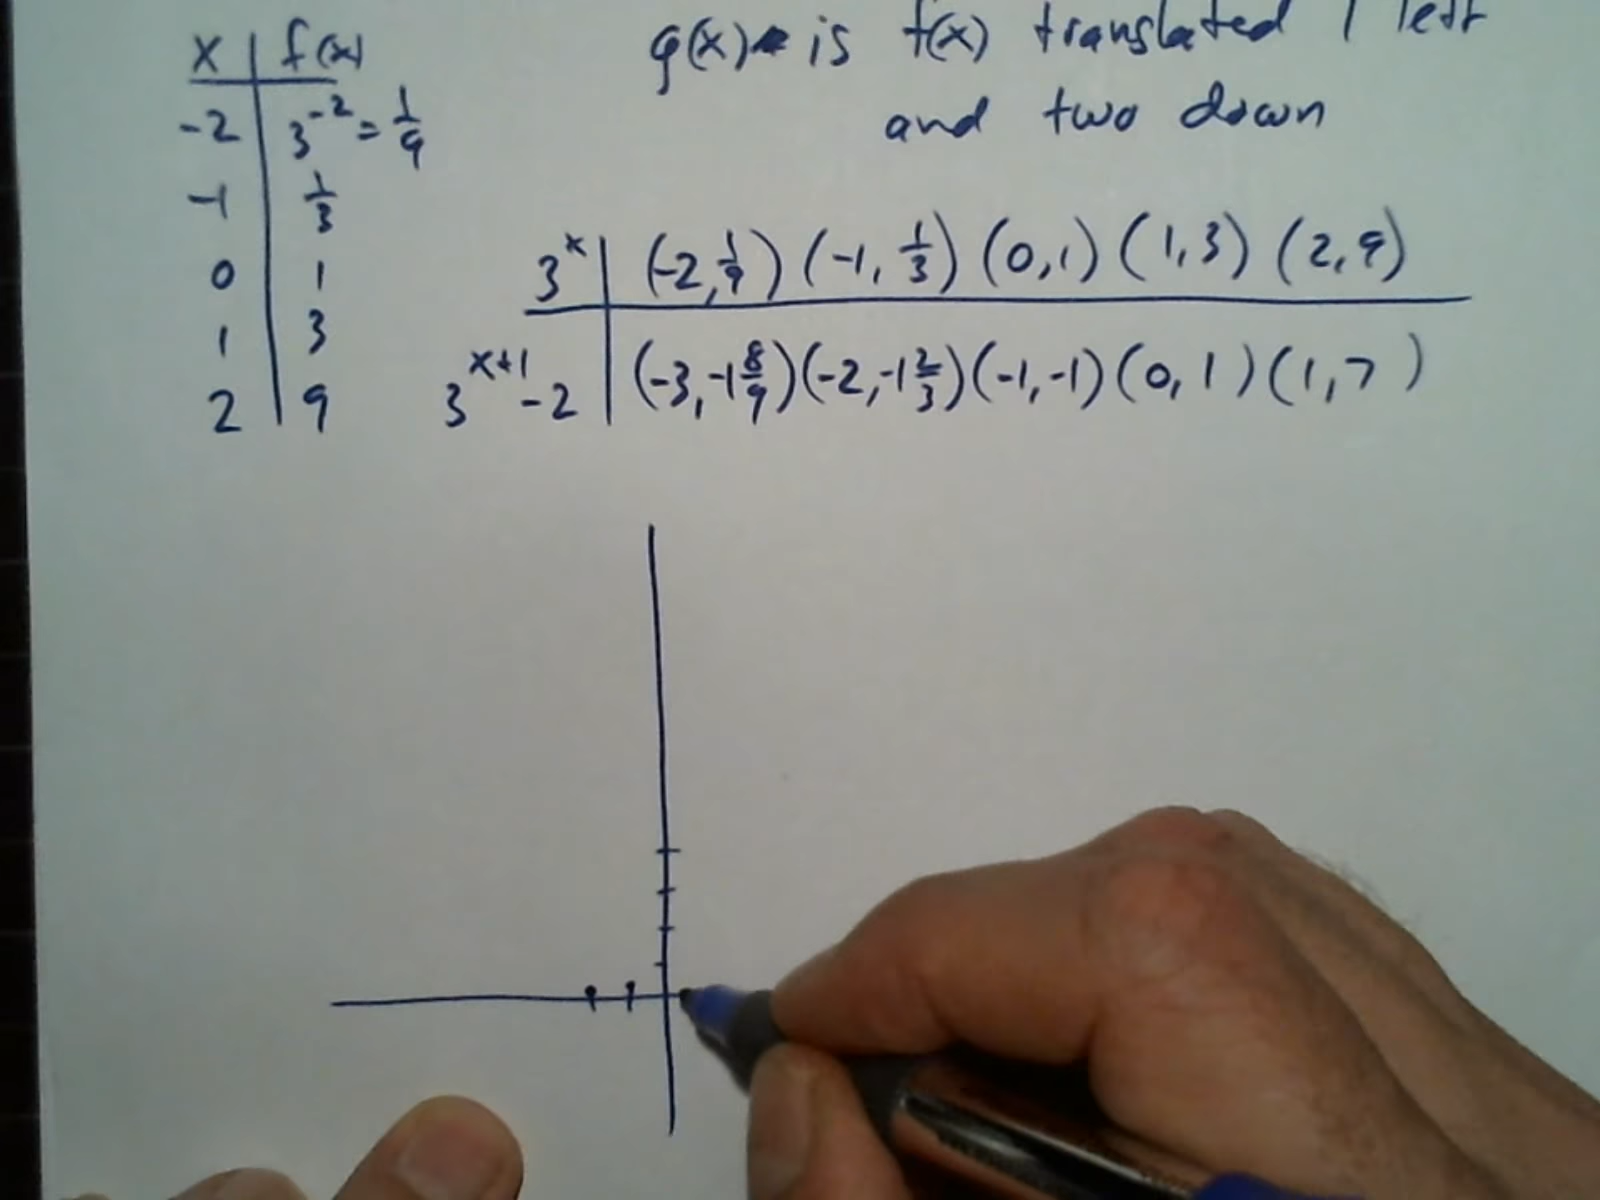 x | f(x)
-2 | 3^-2 = 1/9
-1 | 1/3
0 | 1
1 | 3
2 | 9
g(x) is f(x) translated 1 left
and two down
3^x | (-2, 1/9) (-1, 1/3) (0, 1) (1, 3) (2, 9)
3^x+1 -2 | (-3, -1 8/9) (-2, -1 2/3) (-1, -1) (0, 1) (1, 7)